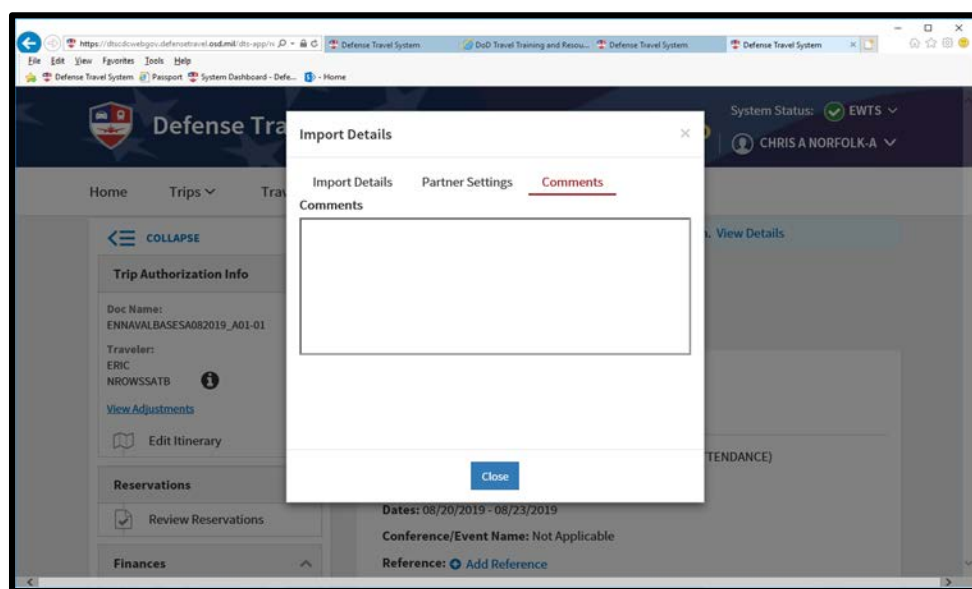 https://dtscdcwebgov.defensetravel.osd.mil/dts-app/n
Defense Travel System
DoD Travel Training and Resou...
Defense Travel System
Defense Travel System
File Edit View Favorites Tools Help
Defense Travel System Passport System Dashboard - Defe... - Home
Defense Tra
System Status: EWTS
CHRIS A NORFOLK-A
Home Trips Tra
Import Details
Import Details Partner Settings Comments
Comments
Close
COLLAPSE
View Details
Trip Authorization Info
Doc Name:
ENNAVALBASESA082019_A01-01
Traveler:
ERIC
NROWSSATB
View Adjustments
Edit Itinerary
TENDANCE)
Reservations
Review Reservations
Dates: 08/20/2019 - 08/23/2019
Conference/Event Name: Not Applicable
Finances
Reference: Add Reference